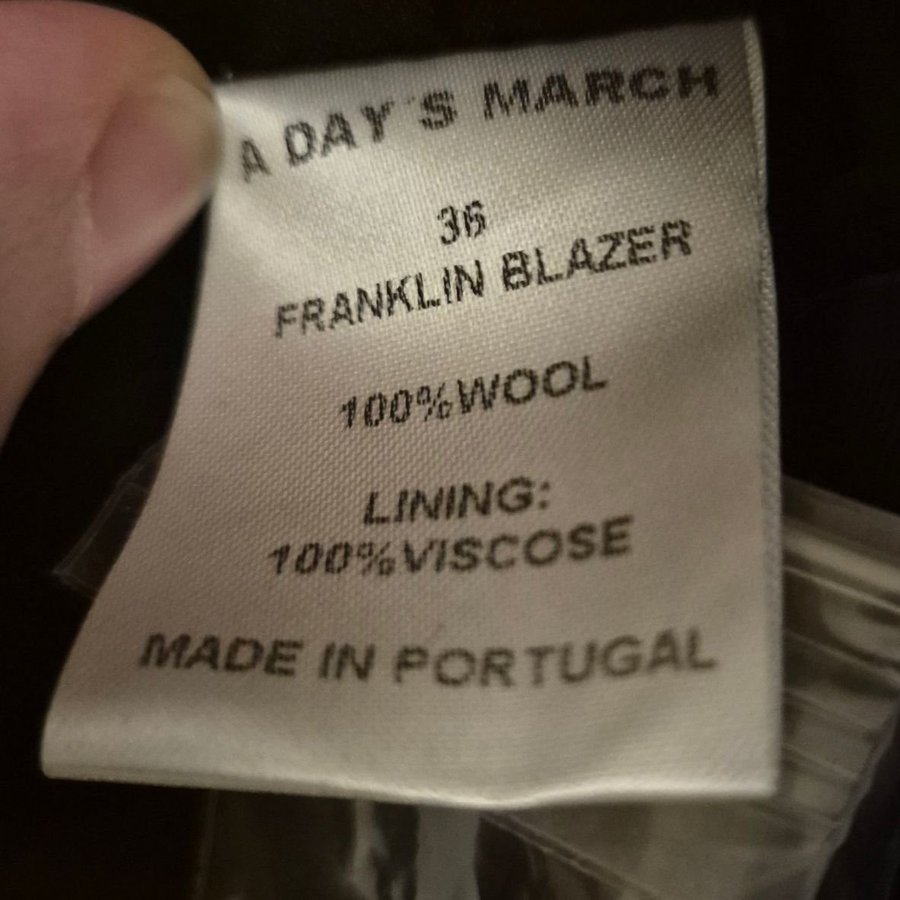 A DAY´S MARCH
36
FRANKLIN BLAZER
100%WOOL
LINING:
100%VISCOSE
MADE IN PORTUGAL